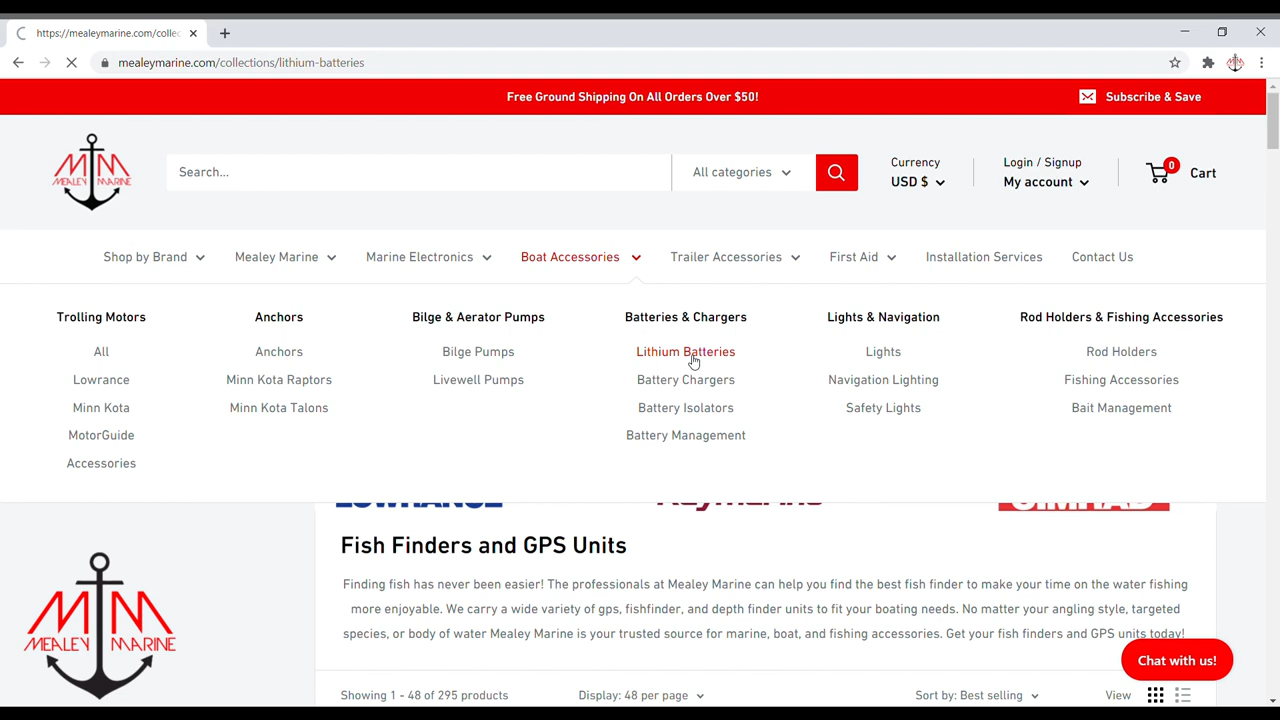 https://mealeymarine.com/collec
mealeymarine.com/collections/lithium-batteries
Free Ground Shipping On All Orders Over $50!
Subscribe & Save
MEALEY MARINE
Search...
All categories
Currency
USD $
Login / Signup
My account
0
Cart
Shop by Brand
Mealey Marine
Marine Electronics
Boat Accessories
Trailer Accessories
First Aid
Installation Services
Contact Us
Trolling Motors
All
Lowrance
Minn Kota
MotorGuide
Accessories
Anchors
Anchors
Minn Kota Raptors
Minn Kota Talons
Bilge & Aerator Pumps
Bilge Pumps
Livewell Pumps
Batteries & Chargers
Lithium Batteries
Battery Chargers
Battery Isolators
Battery Management
Lights & Navigation
Lights
Navigation Lighting
Safety Lights
Rod Holders & Fishing Accessories
Rod Holders
Fishing Accessories
Bait Management
LOWRANCE
Raymarine
SIMRAD
Fish Finders and GPS Units
Finding fish has never been easier! The professionals at Mealey Marine can help you find the best fish finder to make your time on the water fishing
more enjoyable. We carry a wide variety of gps, fishfinder, and depth finder units to fit your boating needs. No matter your angling style, targeted
species, or body of water Mealey Marine is your trusted source for marine, boat, and fishing accessories. Get your fish finders and GPS units today!
MEALEY MARINE
Chat with us!
Showing 1 - 48 of 295 products
Display: 48 per page
Sort by: Best selling
View